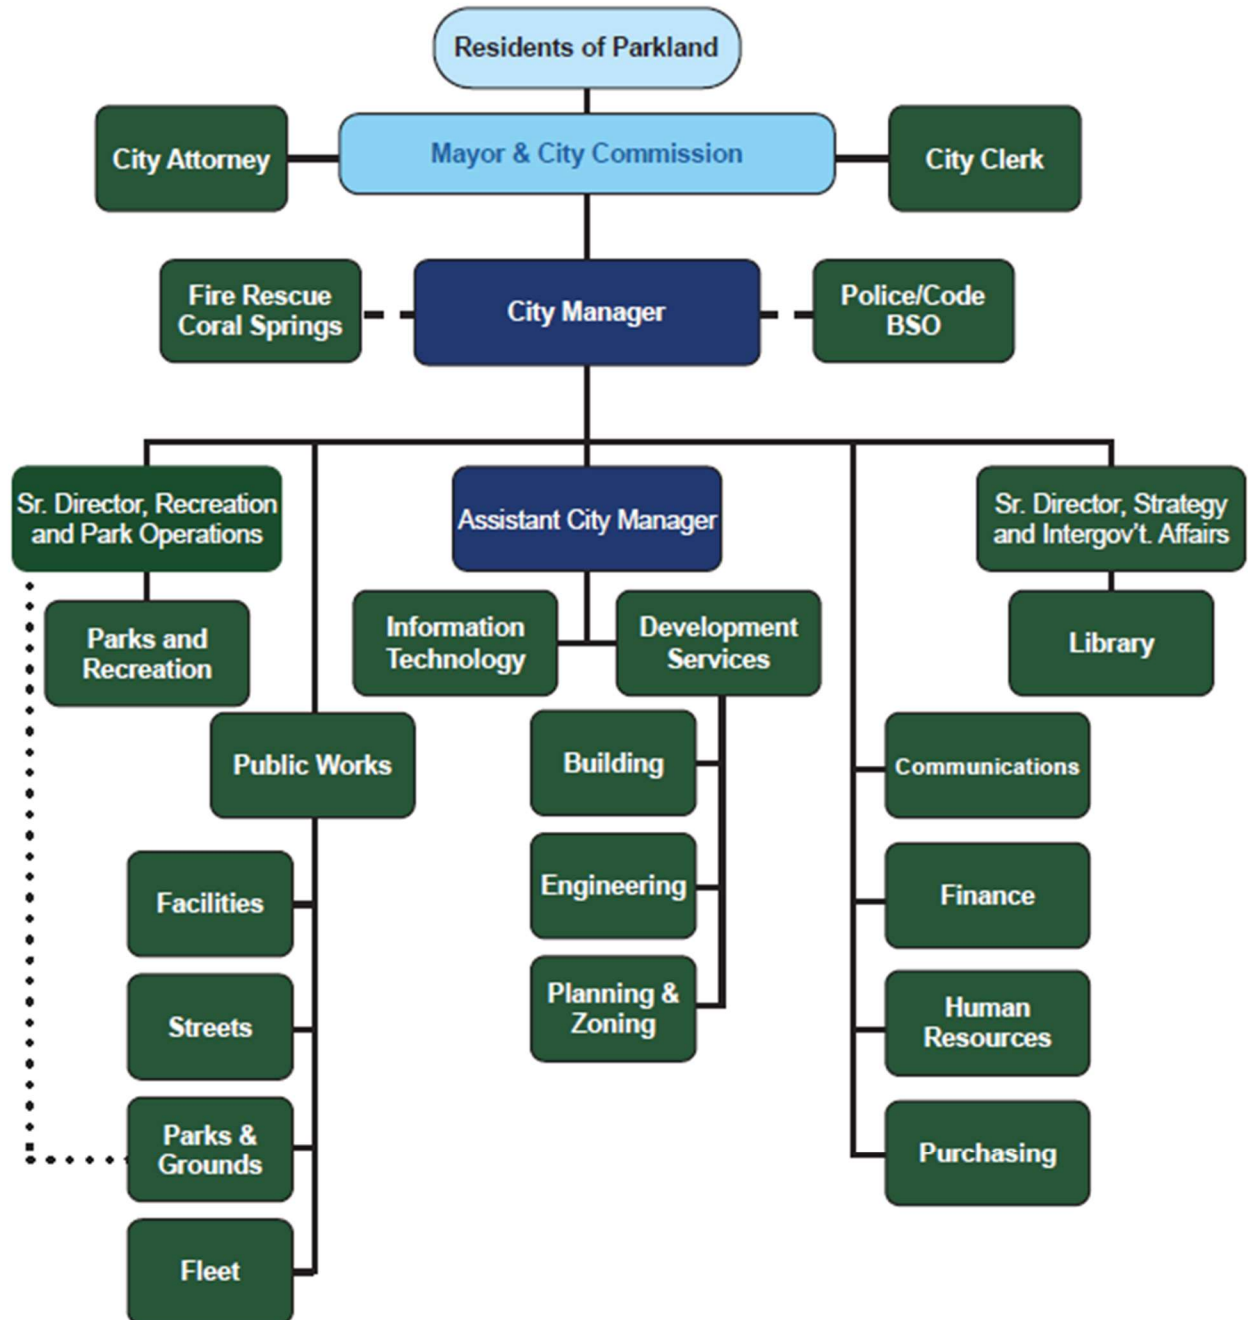 Residents of Parkland
City Attorney
Mayor & City Commission
City Clerk
Fire Rescue
Coral Springs
City Manager
Police/Code
BSO
Sr. Director, Recreation
and Park Operations
Assistant City Manager
Sr. Director, Strategy
and Intergov't. Affairs
Parks and
Recreation
Information
Technology
Development
Services
Library
Public Works
Building
Communications
Facilities
Engineering
Finance
Streets
Planning &
Zoning
Human
Resources
Parks &
Grounds
Purchasing
Fleet